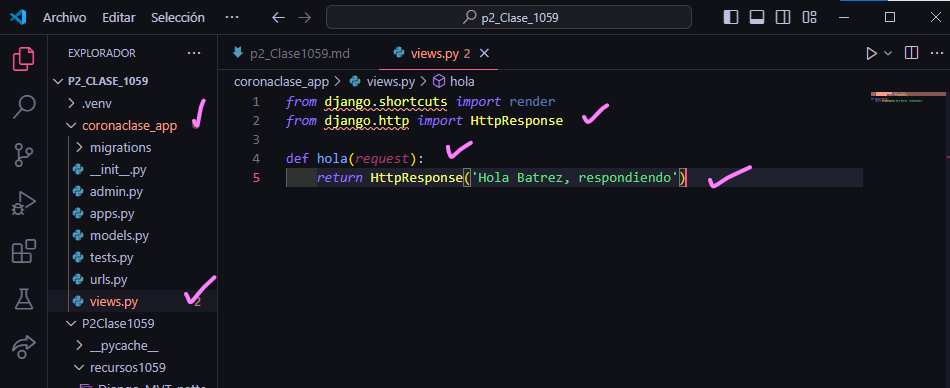 Archivo Editar Selección ···
p2_Clase_1059
EXPLORADOR ···
P2_CLASE_1059
.venv
coronaclase_app
migrations
__init__.py
admin.py
apps.py
models.py
tests.py
urls.py
views.py 2
P2Clase1059
__pycache__
recursos1059
p2_Clase1059.md
views.py 2
coronaclase_app > views.py > hola
1 from django.shortcuts import render
2 from django.http import HttpResponse
3
4 def hola(request):
5 return HttpResponse('Hola Batrez, respondiendo')